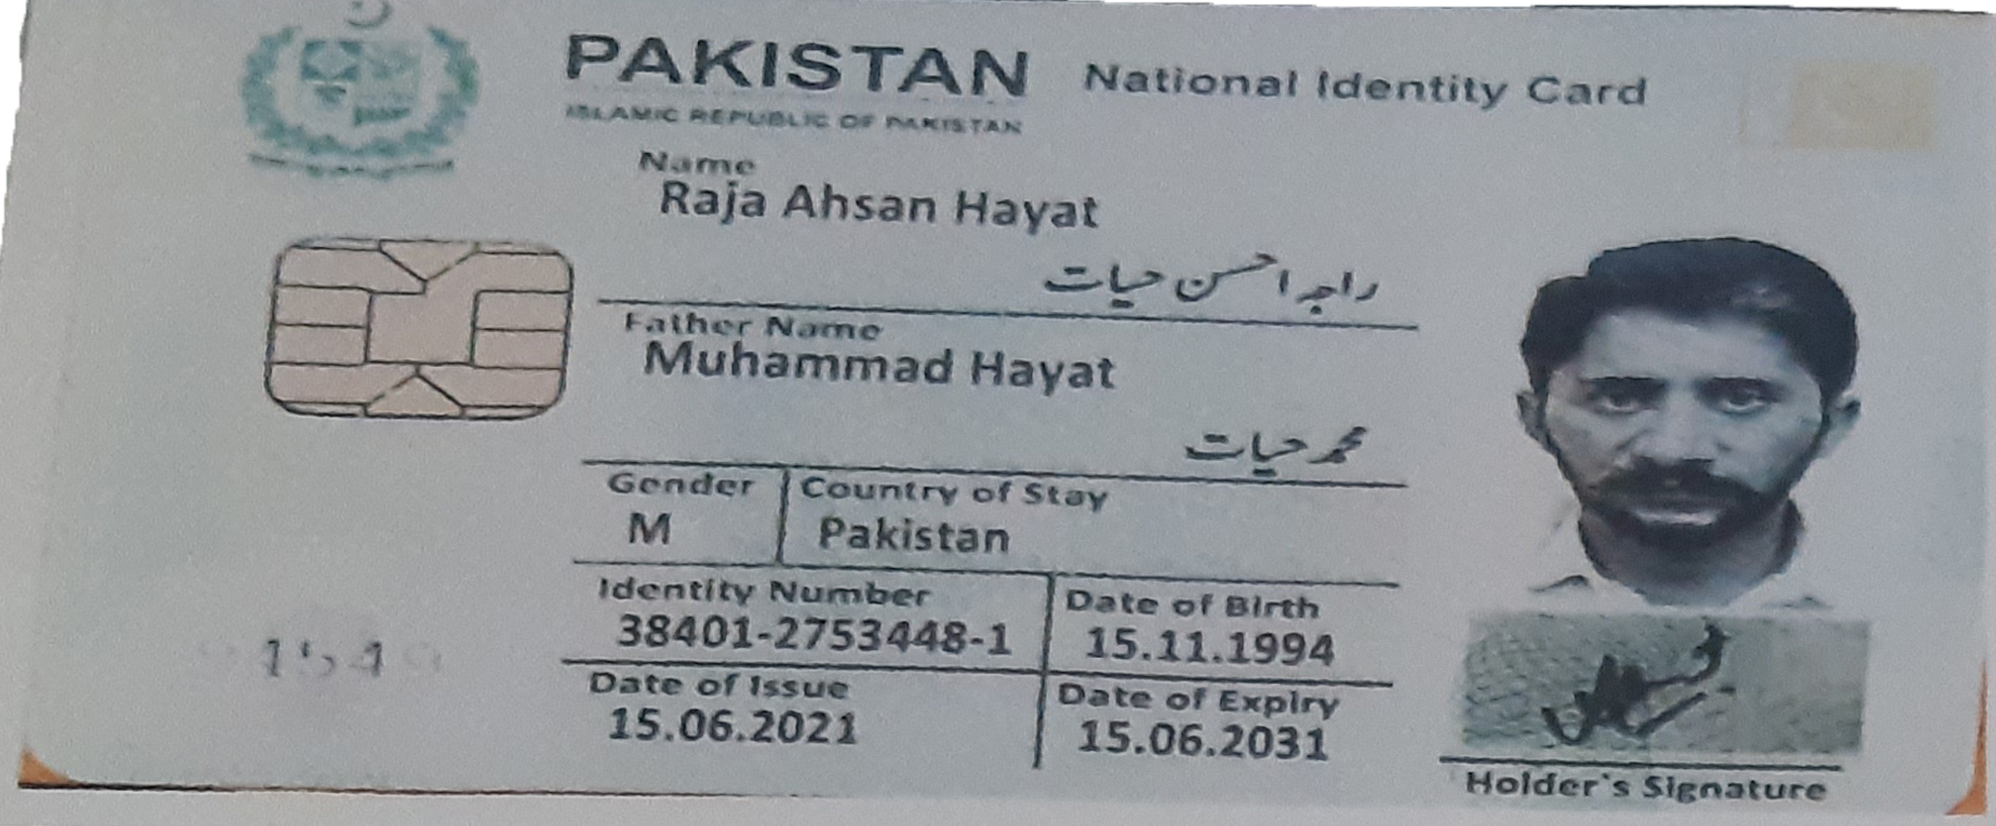 PAKISTAN National Identity Card
ISLAMIC REPUBLIC OF PAKISTAN
Name
Raja Ahsan Hayat
راجہ احسن حیات
Father Name
Muhammad Hayat
محمد حیات
Gender Country of Stay
M Pakistan
Identity Number Date of Birth
38401-2753448-1 15.11.1994
Date of Issue Date of Expiry
15.06.2021 15.06.2031
Holder's Signature